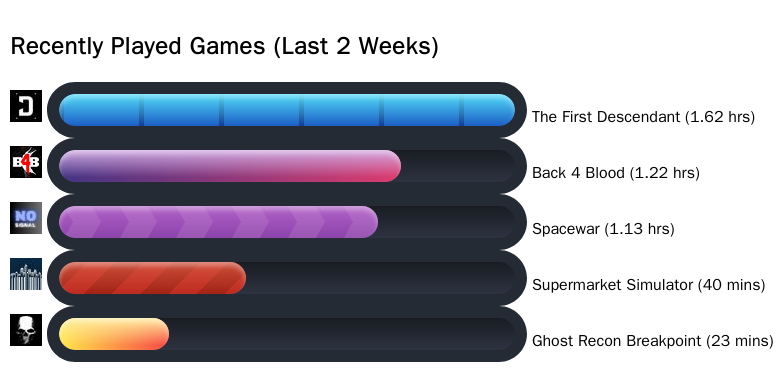 Recently Played Games (Last 2 Weeks)
The First Descendant (1.62 hrs)
B4B
Back 4 Blood (1.22 hrs)
NO
SIGNAL
Spacewar (1.13 hrs)
Supermarket Simulator (40 mins)
Ghost Recon Breakpoint (23 mins)